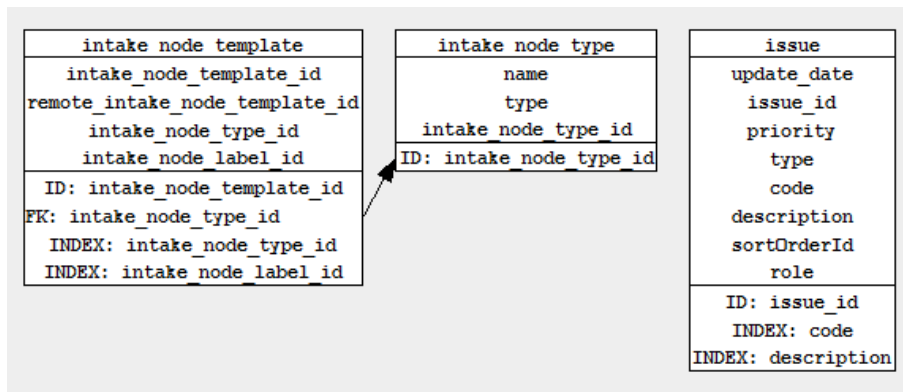 intake node template
intake_node_template_id
remote_intake_node_template_id
intake_node_type_id
intake_node_label_id
ID: intake_node_template_id
FK: intake_node_type_id
INDEX: intake_node_type_id
INDEX: intake_node_label_id
intake node type
name
type
intake_node_type_id
ID: intake_node_type_id
issue
update_date
issue_id
priority
type
code
description
sortOrderId
role
ID: issue_id
INDEX: code
INDEX: description